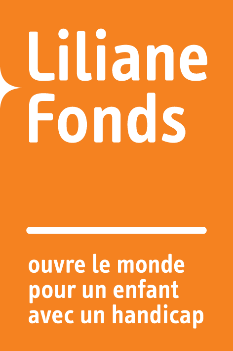 Liliane
Fonds
ouvre le monde
pour un enfant
avec un handicap